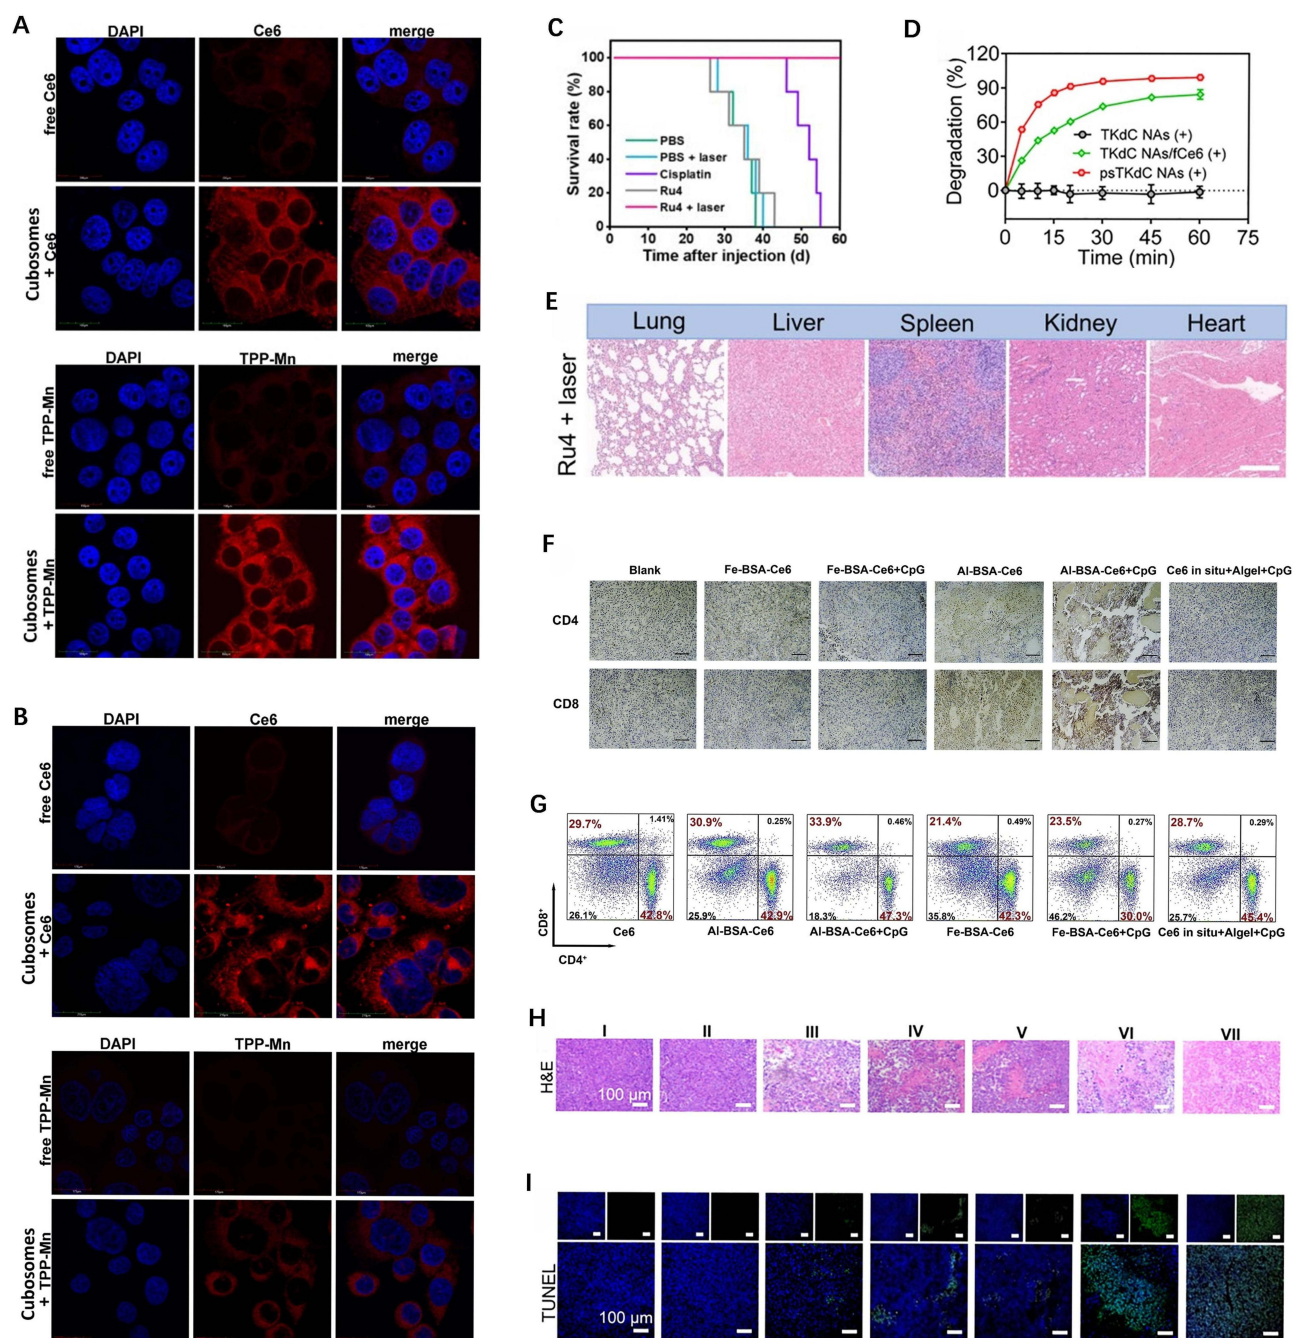 A
DAPI Ce6 merge
free Ce6
Cubosomes
+ Ce6
DAPI TPP-Mn merge
free TPP-Mn
Cubosomes
+ TPP-Mn
B
DAPI Ce6 merge
free Ce6
Cubosomes
+ Ce6
DAPI TPP-Mn merge
free TPP-Mn
Cubosomes
+ TPP-Mn
C
Survival rate (%)
100
80
60
40
20
0
PBS
PBS + laser
Cisplatin
Ru4
Ru4 + laser
0 10 20 30 40 50 60
Time after injection (d)
D
Degradation (%)
120
90
60
30
0
TKdC NAs (+)
TKdC NAs/fCe6 (+)
psTKdC NAs (+)
0 15 30 45 60 75
Time (min)
E
Lung Liver Spleen Kidney Heart
Ru4 + laser
F
Blank Fe-BSA-Ce6 Fe-BSA-Ce6+CpG Al-BSA-Ce6 Al-BSA-Ce6+CpG Ce6 in situ+Algel+CpG
CD4
CD8
G
29.7% 1.41% 30.9% 0.25% 33.9% 0.46% 21.4% 0.49% 23.5% 0.27% 28.7% 0.29%
26.1% 42.8% 25.9% 42.9% 18.3% 47.3% 35.8% 42.3% 46.2% 30.0% 25.7% 45.4%
Ce6 Al-BSA-Ce6 Al-BSA-Ce6+CpG Fe-BSA-Ce6 Fe-BSA-Ce6+CpG Ce6 in situ+Algel+CpG
CD8+
CD4+
H
I II III IV V VI VII
H&E
100 μm
I
TUNEL
100 μm